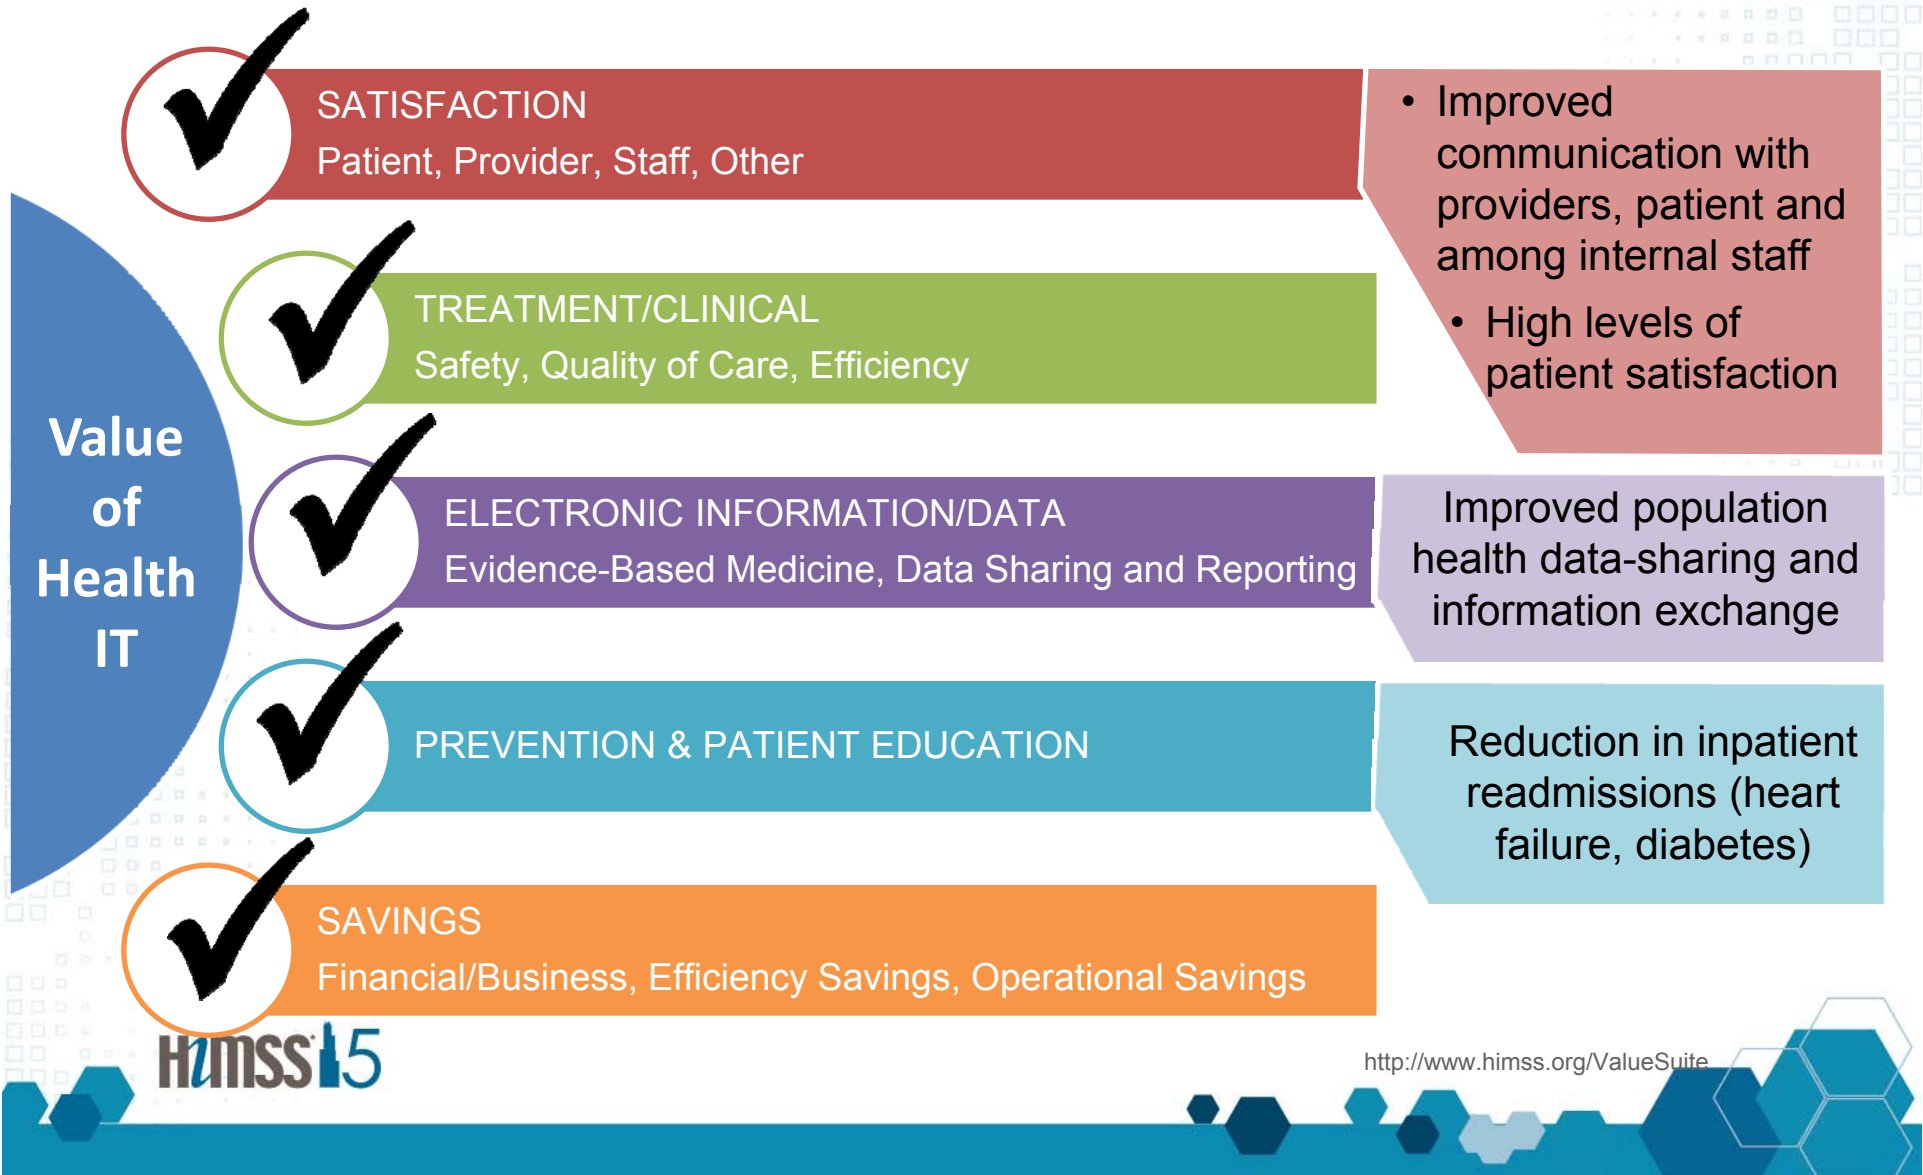 SATISFACTION
Patient, Provider, Staff, Other
• Improved
communication with
providers, patient and
among internal staff
• High levels of
patient satisfaction
TREATMENT/CLINICAL
Safety, Quality of Care, Efficiency
Value
of
Health
IT
ELECTRONIC INFORMATION/DATA
Evidence-Based Medicine, Data Sharing and Reporting
Improved population
health data-sharing and
information exchange
PREVENTION & PATIENT EDUCATION
Reduction in inpatient
readmissions (heart
failure, diabetes)
SAVINGS
Financial/Business, Efficiency Savings, Operational Savings
HIMSS15
http://www.himss.org/ValueSuite